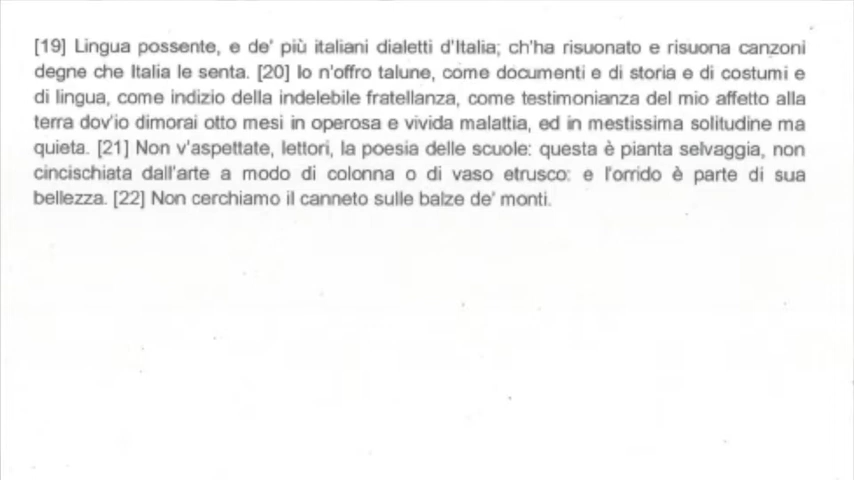 [19] Lingua possente, e de' più italiani dialetti d'Italia; ch'ha risuonato e risuona canzoni
degne che Italia le senta. [20] Io n'offro talune, come documenti e di storia e di costumi e
di lingua, come indizio della indelebile fratellanza, come testimonianza del mio affetto alla
terra dov'io dimorai otto mesi in operosa e vivida malattia, ed in mestissima solitudine ma
quieta. [21] Non v'aspettate, lettori, la poesia delle scuole: questa è pianta selvaggia, non
cincischiata dall'arte a modo di colonna o di vaso etrusco: e l'orrido è parte di sua
bellezza. [22] Non cerchiamo il canneto sulle balze de' monti.